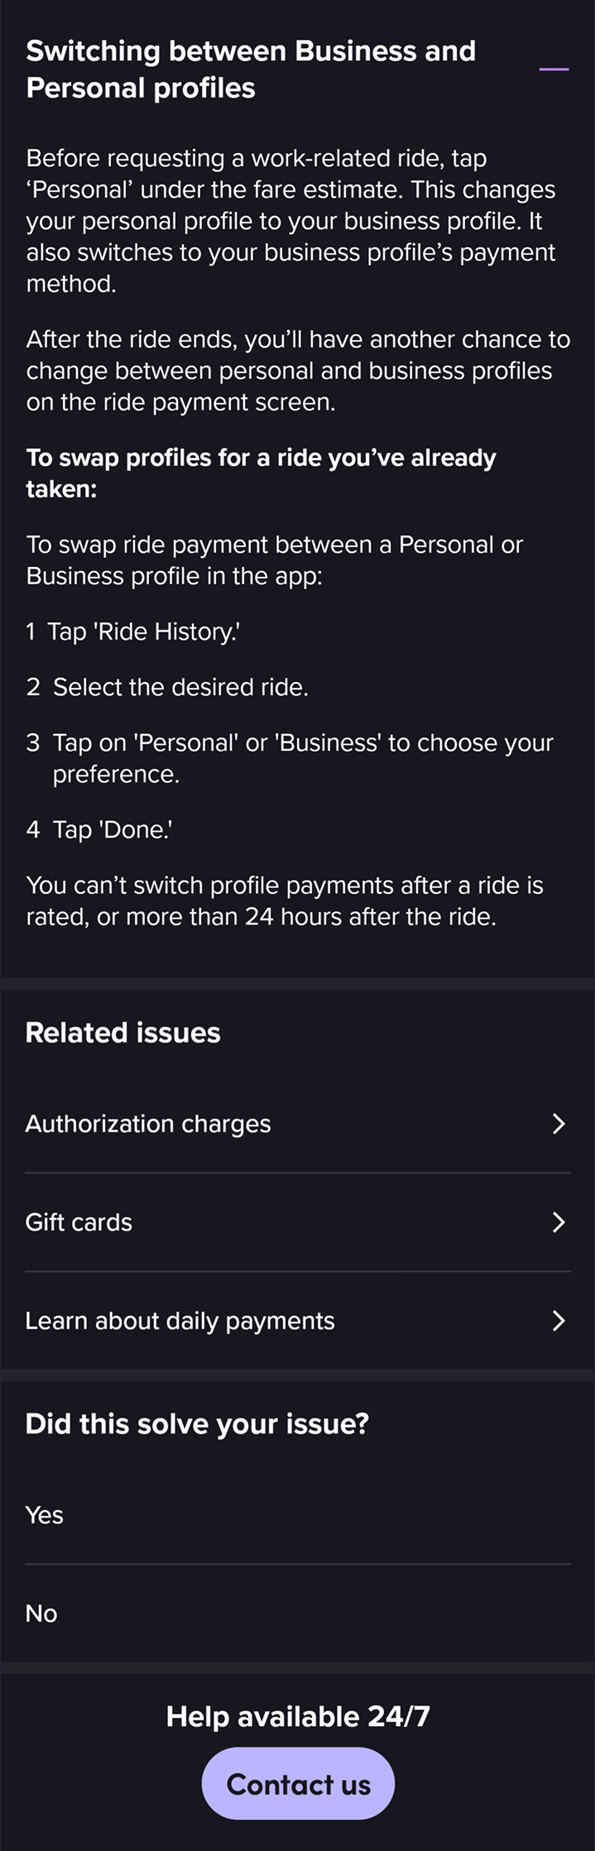 Switching between Business and
Personal profiles
Before requesting a work-related ride, tap
‘Personal’ under the fare estimate. This changes
your personal profile to your business profile. It
also switches to your business profile’s payment
method.
After the ride ends, you’ll have another chance to
change between personal and business profiles
on the ride payment screen.
To swap profiles for a ride you’ve already
taken:
To swap ride payment between a Personal or
Business profile in the app:
1 Tap 'Ride History.'
2 Select the desired ride.
3 Tap on 'Personal' or 'Business' to choose your
preference.
4 Tap 'Done.'
You can’t switch profile payments after a ride is
rated, or more than 24 hours after the ride.
Related issues
Authorization charges
Gift cards
Learn about daily payments
Did this solve your issue?
Yes
No
Help available 24/7
Contact us